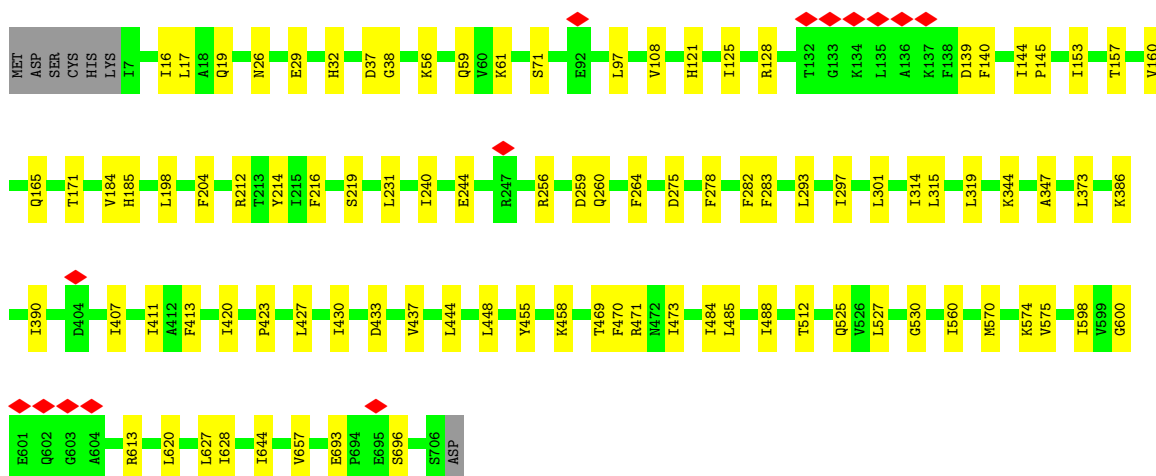 MET ASP SER CYS HIS LYS I7 I16 L17 A18 Q19 N26 E29 H32 D37 G38 K56 Q59 V60 K61 S71 E92 L97 V108 H121 I125 R128 T132 G133 K134 L135 A136 K137 F138 D139 F140 I144 P145 I153 T157 V160
Q165 T171 V184 H185 L198 F204 R212 T213 Y214 I215 F216 S219 L231 I240 E244 R247 R256 D259 Q260 F264 D275 F278 F282 F283 L293 I297 L301 I314 L315 L319 K344 A347 L373 K386
I390 D404 I407 I411 A412 F413 I420 P423 L427 I430 D433 V437 L444 L448 Y455 K458 T469 F470 R471 N472 I473 I484 L485 I488 T512 Q525 V526 L527 G530 I560 M570 K574 V575 I598 V599 G600
E601 Q602 G603 A604 R613 L620 L627 I628 I644 V657 E693 P694 E695 S696 S706 ASP